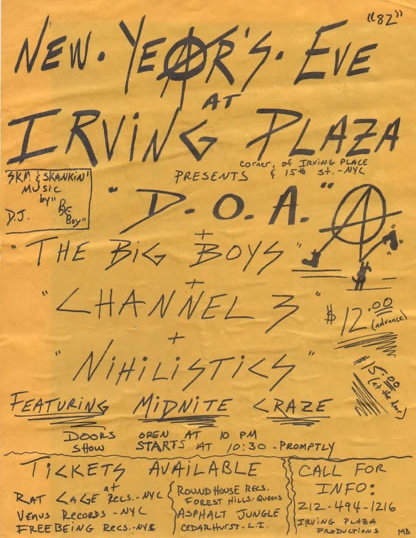 "82"
NEW·YEAR'S·EVE
AT
IRVING PLAZA
corner, of IRVING PLACE
& 15th st.-NYC
PRESENTS
SKA & SKANKIN'
MUSIC
by
D.J. "BIG BOY"
"D.O.A."
+
"THE BIG BOYS"
+
"CHANNEL 3"
+
"NIHILISTICS"
$12.00
(advance)
$15.00
(at the door)
FEATURING MIDNITE CRAZE
DOORS OPEN AT 10 PM
SHOW STARTS AT 10:30-PROMPTLY
TICKETS AVAILABLE
at
RAT CAGE RECS.-NYC
VENUS RECORDS-NYC
FREEBEING RECS.-NYC
ROUNDHOUSE RECS.
FOREST HILLS-QUEENS
ASPHALT JUNGLE
CEDARHURST-L.I.
CALL FOR
INFO:
212-494-1216
IRVING PLAZA
PRODUCTIONS
MB